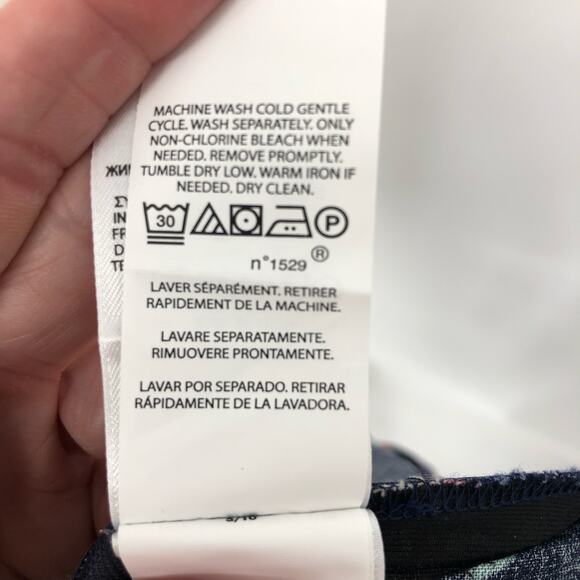 MACHINE WASH COLD GENTLE
CYCLE. WASH SEPARATELY. ONLY
NON-CHLORINE BLEACH WHEN
NEEDED. REMOVE PROMPTLY.
TUMBLE DRY LOW. WARM IRON IF
NEEDED. DRY CLEAN.
30 P
n°1529 ®
LAVER SÉPARÉMENT. RETIRER
RAPIDEMENT DE LA MACHINE.
LAVARE SEPARATAMENTE.
RIMUOVERE PRONTAMENTE.
LAVAR POR SEPARADO. RETIRAR
RÁPIDAMENTE DE LA LAVADORA.